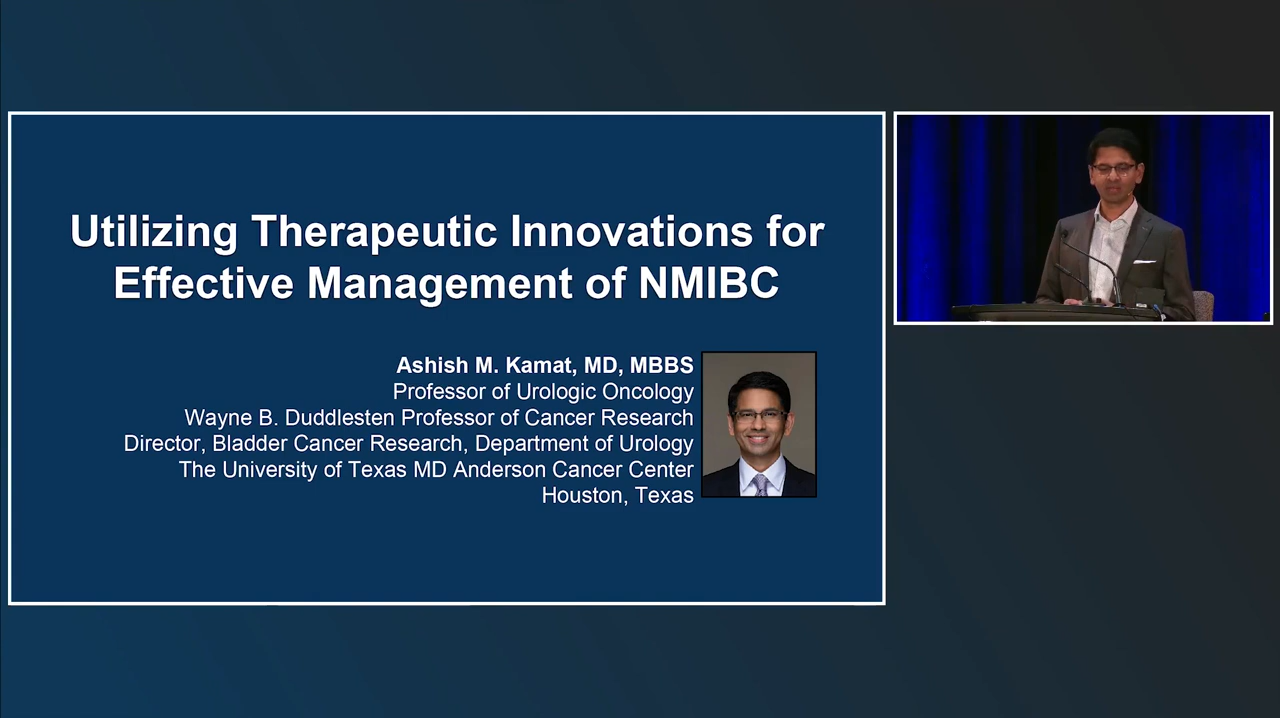 Utilizing Therapeutic Innovations for
Effective Management of NMIBC
Ashish M. Kamat, MD, MBBS
Professor of Urologic Oncology
Wayne B. Duddlesten Professor of Cancer Research
Director, Bladder Cancer Research, Department of Urology
The University of Texas MD Anderson Cancer Center
Houston, Texas